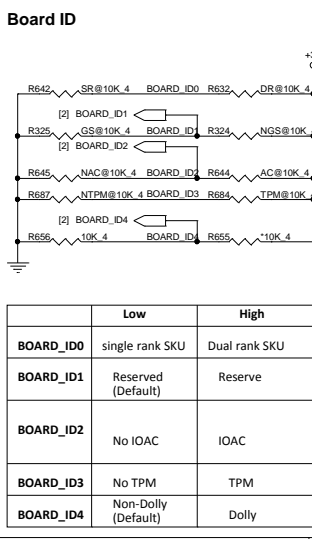 Board ID
R642 SR@10K_4 BOARD_ID0 R632 DR@10K_4
[2] BOARD_ID1
R325 GS@10K_4 BOARD_ID1 R324 NGS@10K_
[2] BOARD_ID2
R645 NAC@10K_4 BOARD_ID2 R644 AC@10K_4
R687 NTPM@10K_4 BOARD_ID3 R684 TPM@10K_
[2] BOARD_ID4
R656 10K_4 BOARD_ID4 R655 *10K_4
Low High
BOARD_ID0 single rank SKU Dual rank SKU
BOARD_ID1 Reserved Reserve
(Default)
BOARD_ID2 No IOAC IOAC
BOARD_ID3 No TPM TPM
Non-Dolly
BOARD_ID4 (Default) Dolly